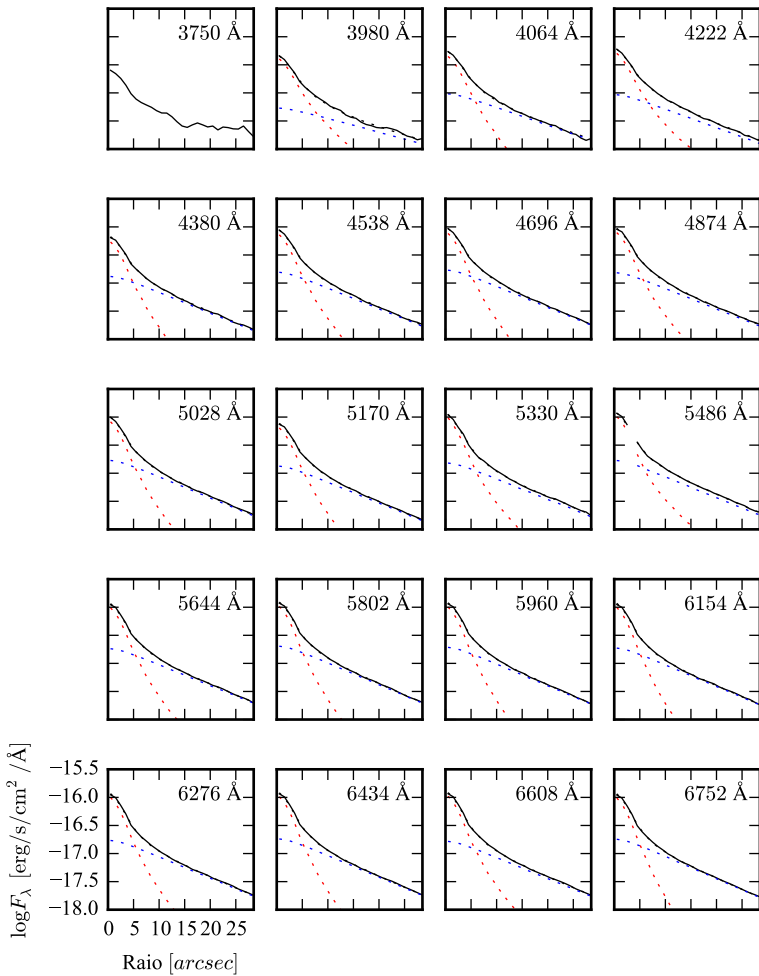 3750 Å
3980 Å
4064 Å
4222 Å
4380 Å
4538 Å
4696 Å
4874 Å
5028 Å
5170 Å
5330 Å
5486 Å
5644 Å
5802 Å
5960 Å
6154 Å
6276 Å
6434 Å
6608 Å
6752 Å
logFλ [erg/s/cm² /Å]
−15.5
−16.0
−16.5
−17.0
−17.5
−18.0
0 5 10 15 20 25
Raio [arcsec]